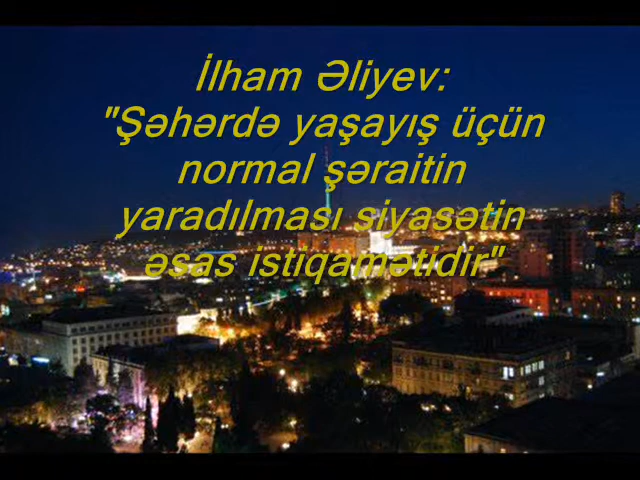 İlham Əliyev:
"Şəhərdə yaşayış üçün
normal şəraitin
yaradılması siyasətin
əsas istiqamətidir"